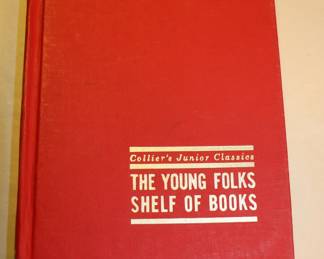 Collier's Junior Classics
THE YOUNG FOLKS
SHELF OF BOOKS